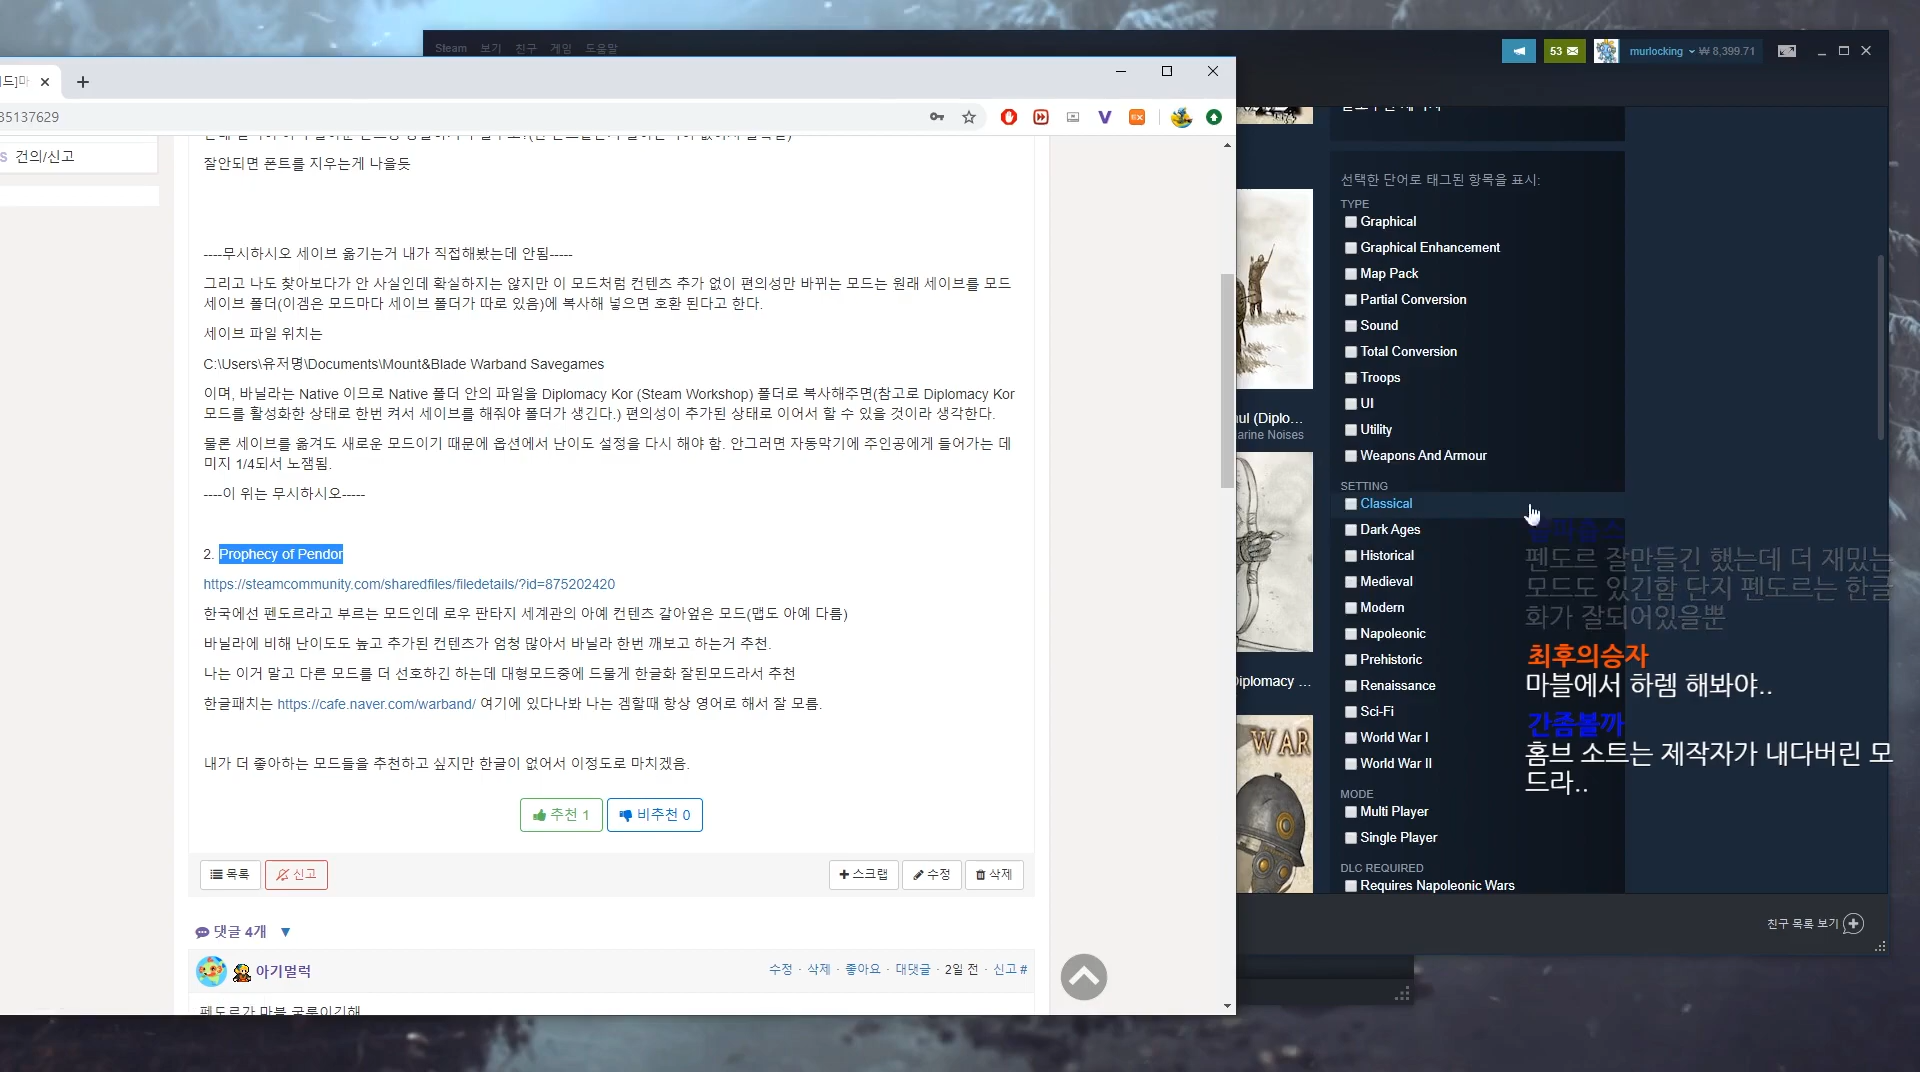 Steam 보기 친구 게임 도움말
53
murlocking
₩ 8,399.71
35137629
S 건의/신고
잘안되면 폰트를 지우는게 나을듯
----무시하시오 세이브 옮기는거 내가 직접해봤는데 안됨-----
그리고 나도 찾아보다가 안 사실인데 확실하지는 않지만 이 모드처럼 컨텐츠 추가 없이 편의성만 바뀌는 모드는 원래 세이브를 모드
세이브 폴더(이겜은 모드마다 세이브 폴더가 따로 있음)에 복사해 넣으면 호환 된다고 한다.
세이브 파일 위치는
C:\Users\유저명\Documents\Mount&Blade Warband Savegames
이며, 바닐라는 Native 이므로 Native 폴더 안의 파일을 Diplomacy Kor (Steam Workshop) 폴더로 복사해주면(참고로 Diplomacy Kor
모드를 활성화한 상태로 한번 켜서 세이브를 해줘야 폴더가 생긴다.) 편의성이 추가된 상태로 이어서 할 수 있을 것이라 생각한다.
물론 세이브를 옮겨도 새로운 모드이기 때문에 옵션에서 난이도 설정을 다시 해야 함. 안그러면 자동막기에 주인공에게 들어가는 데
미지 1/4되서 노잼됨.
----이 위는 무시하시오-----
2. Prophecy of Pendor
https://steamcommunity.com/sharedfiles/filedetails/?id=875202420
한국에선 펜도르라고 부르는 모드인데 로우 판타지 세계관의 아예 컨텐츠 갈아엎은 모드(맵도 아예 다름)
바닐라에 비해 난이도도 높고 추가된 컨텐츠가 엄청 많아서 바닐라 한번 깨보고 하는거 추천.
나는 이거 말고 다른 모드를 더 선호하긴 하는데 대형모드중에 드물게 한글화 잘된모드라서 추천
한글패치는 https://cafe.naver.com/warband/ 여기에 있다나봐 나는 겜할때 항상 영어로 해서 잘 모름.
내가 더 좋아하는 모드들을 추천하고 싶지만 한글이 없어서 이정도로 마치겠음.
추천 1
비추천 0
목록
신고
스크랩
수정
삭제
댓글 4개
아기멀럭
수정 · 삭제 · 좋아요 · 대댓글 · 2일 전 · 신고 #
펜도르가 마블 국룰이긴해
(Diplo...
arine Noises
Diplomacy ...
WAR
선택한 단어로 태그된 항목을 표시:
TYPE
Graphical
Graphical Enhancement
Map Pack
Partial Conversion
Sound
Total Conversion
Troops
UI
Utility
Weapons And Armour
SETTING
Classical
Dark Ages
Historical
Medieval
Modern
Napoleonic
Prehistoric
Renaissance
Sci-Fi
World War I
World War II
MODE
Multi Player
Single Player
DLC REQUIRED
Requires Napoleonic Wars
펜도르 잘만들긴 했는데 더 재밌는
모드도 있긴함 단지 펜도르는 한글
화가 잘되어있을뿐
최후의승자
마블에서 하렘 해봐야..
간좀볼까
홈브 소트는 제작자가 내다버린 모
드라..
친구 목록 보기